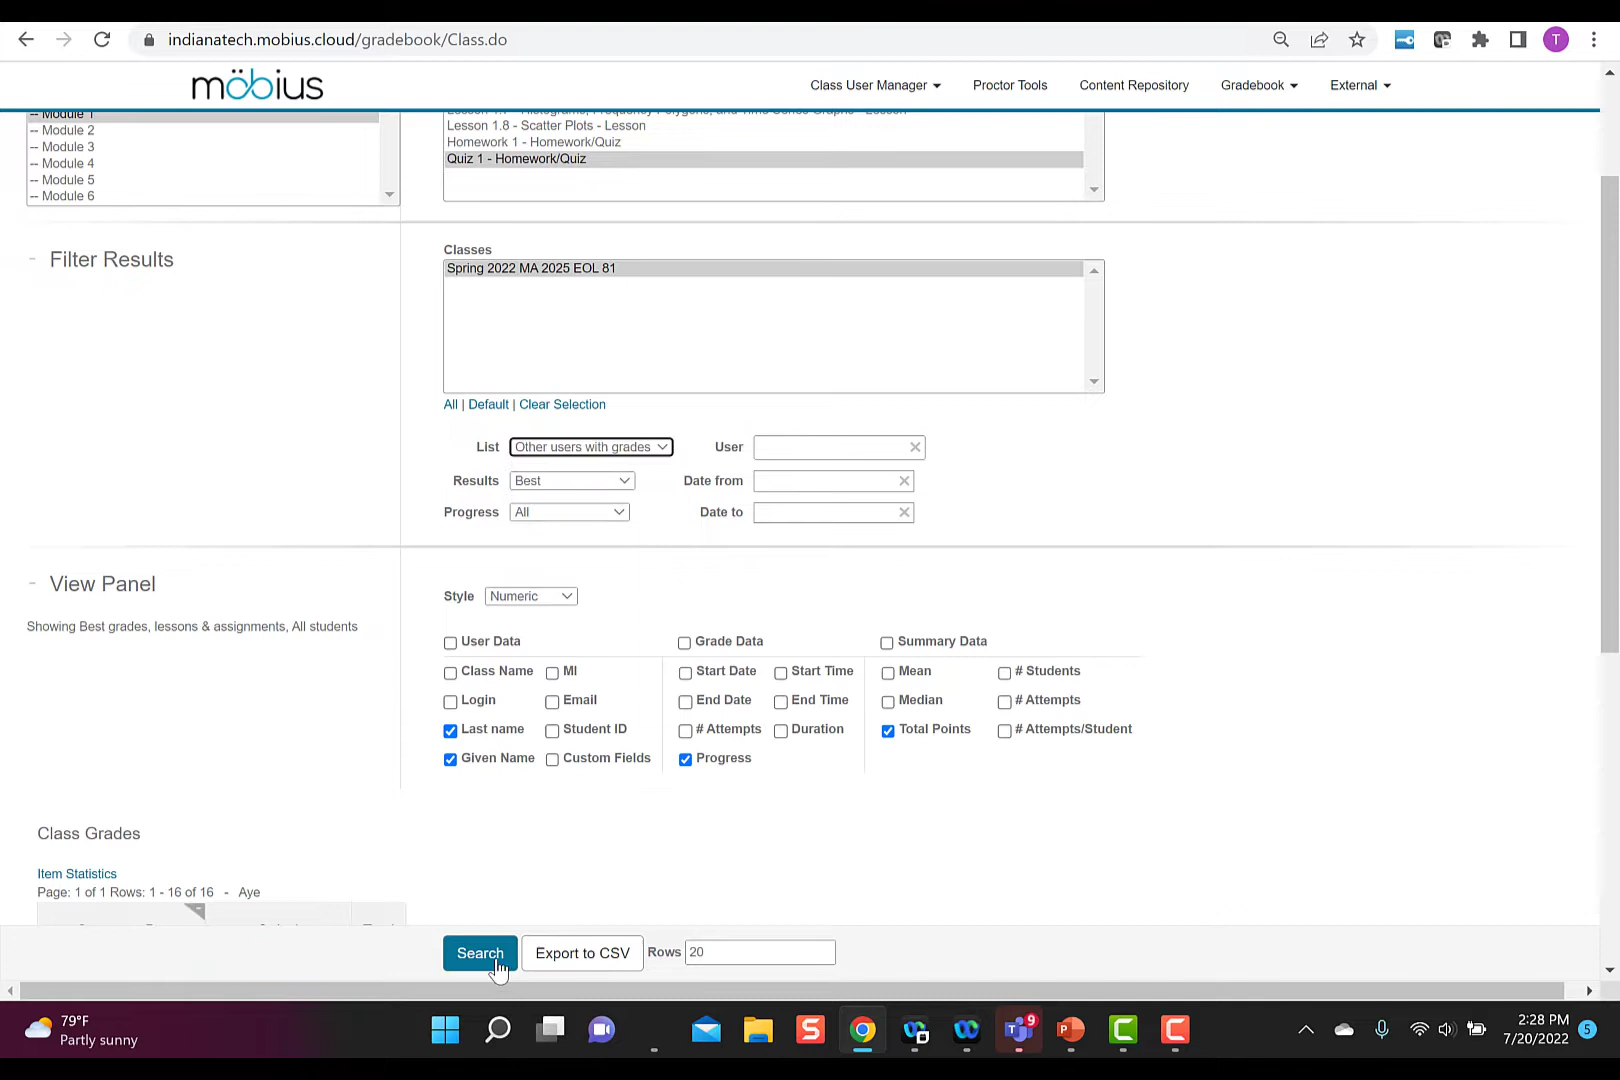 indianatech.mobius.cloud/gradebook/Class.do
T
möbius
Class User Manager
Proctor Tools
Content Repository
Gradebook
External
-- Module 1
-- Module 2
-- Module 3
-- Module 4
-- Module 5
-- Module 6
Lesson 1.8 - Scatter Plots - Lesson
Homework 1 - Homework/Quiz
Quiz 1 - Homework/Quiz
- Filter Results
Classes
Spring 2022 MA 2025 EOL 81
All | Default | Clear Selection
List Other users with grades User
Results Best Date from
Progress All Date to
- View Panel
Showing Best grades, lessons & assignments, All students
Style Numeric
User Data Grade Data Summary Data
Class Name MI Start Date Start Time Mean # Students
Login Email End Date End Time Median # Attempts
Last name Student ID # Attempts Duration Total Points # Attempts/Student
Given Name Custom Fields Progress
Class Grades
Item Statistics
Page: 1 of 1 Rows: 1 - 16 of 16 - Aye
Search Export to CSV Rows 20
79°F
Partly sunny
9
2:28 PM
7/20/2022
5